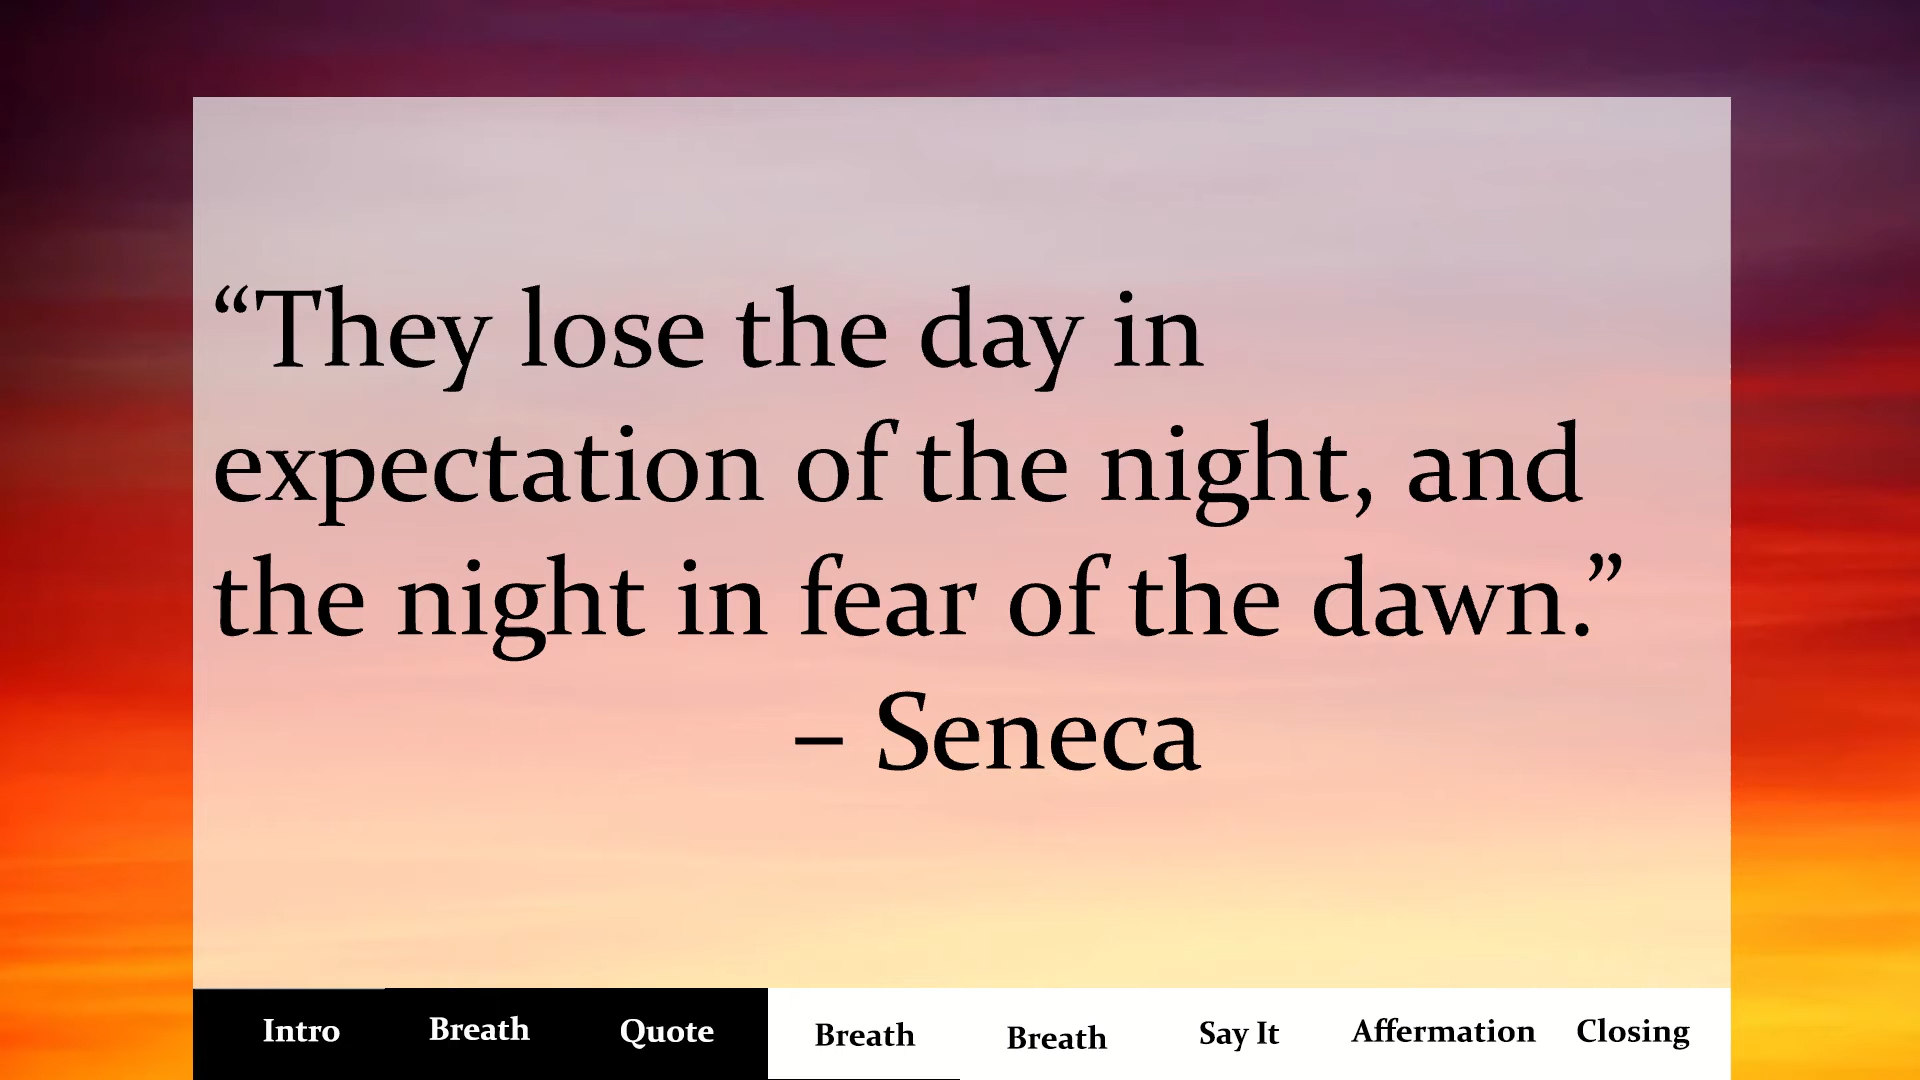 “They lose the day in
expectation of the night, and
the night in fear of the dawn.”
– Seneca
Intro Breath Quote Breath Breath Say It Affermation Closing